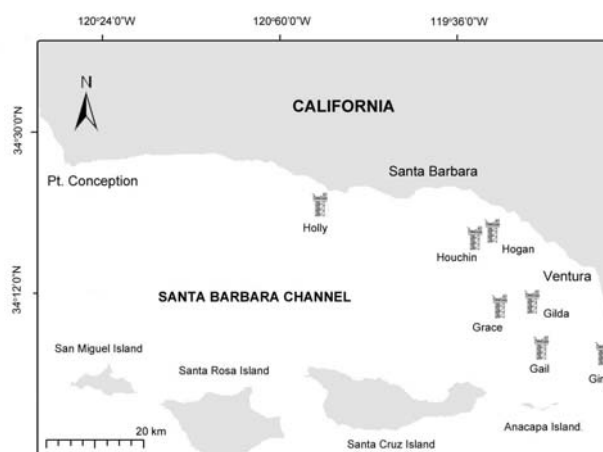 120°24'0"W 120°60'0"W 119°36'0"W
N
CALIFORNIA
34°30'0"N
Santa Barbara
Pt. Conception
Holly
Hogan
Houchin
Ventura
34°12'0"N
SANTA BARBARA CHANNEL
Gilda
Grace
San Miguel Island
Santa Rosa Island
Gail
Gin
Anacapa Island
20 km
Santa Cruz Island